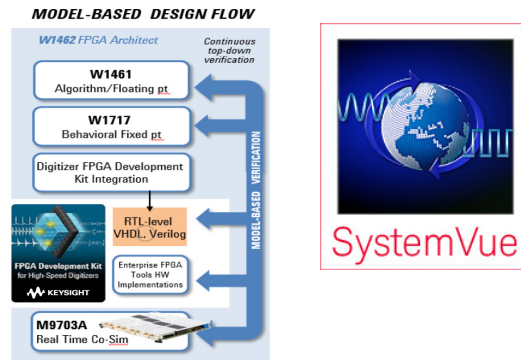 MODEL-BASED DESIGN FLOW
W1462 FPGA Architect
Continuous
top-down
verification
W1461
Algorithm/Floating pt
W1717
Behavioral Fixed pt
Digitizer FPGA Development
Kit Integration
MODEL-BASED VERIFICATION
RTL-level
VHDL, Verilog
FPGA Development Kit
for High-Speed Digitizers
KEYSIGHT
Enterprise FPGA
Tools HW
Implementations
M9703A
Real Time Co-Sim
SystemVue